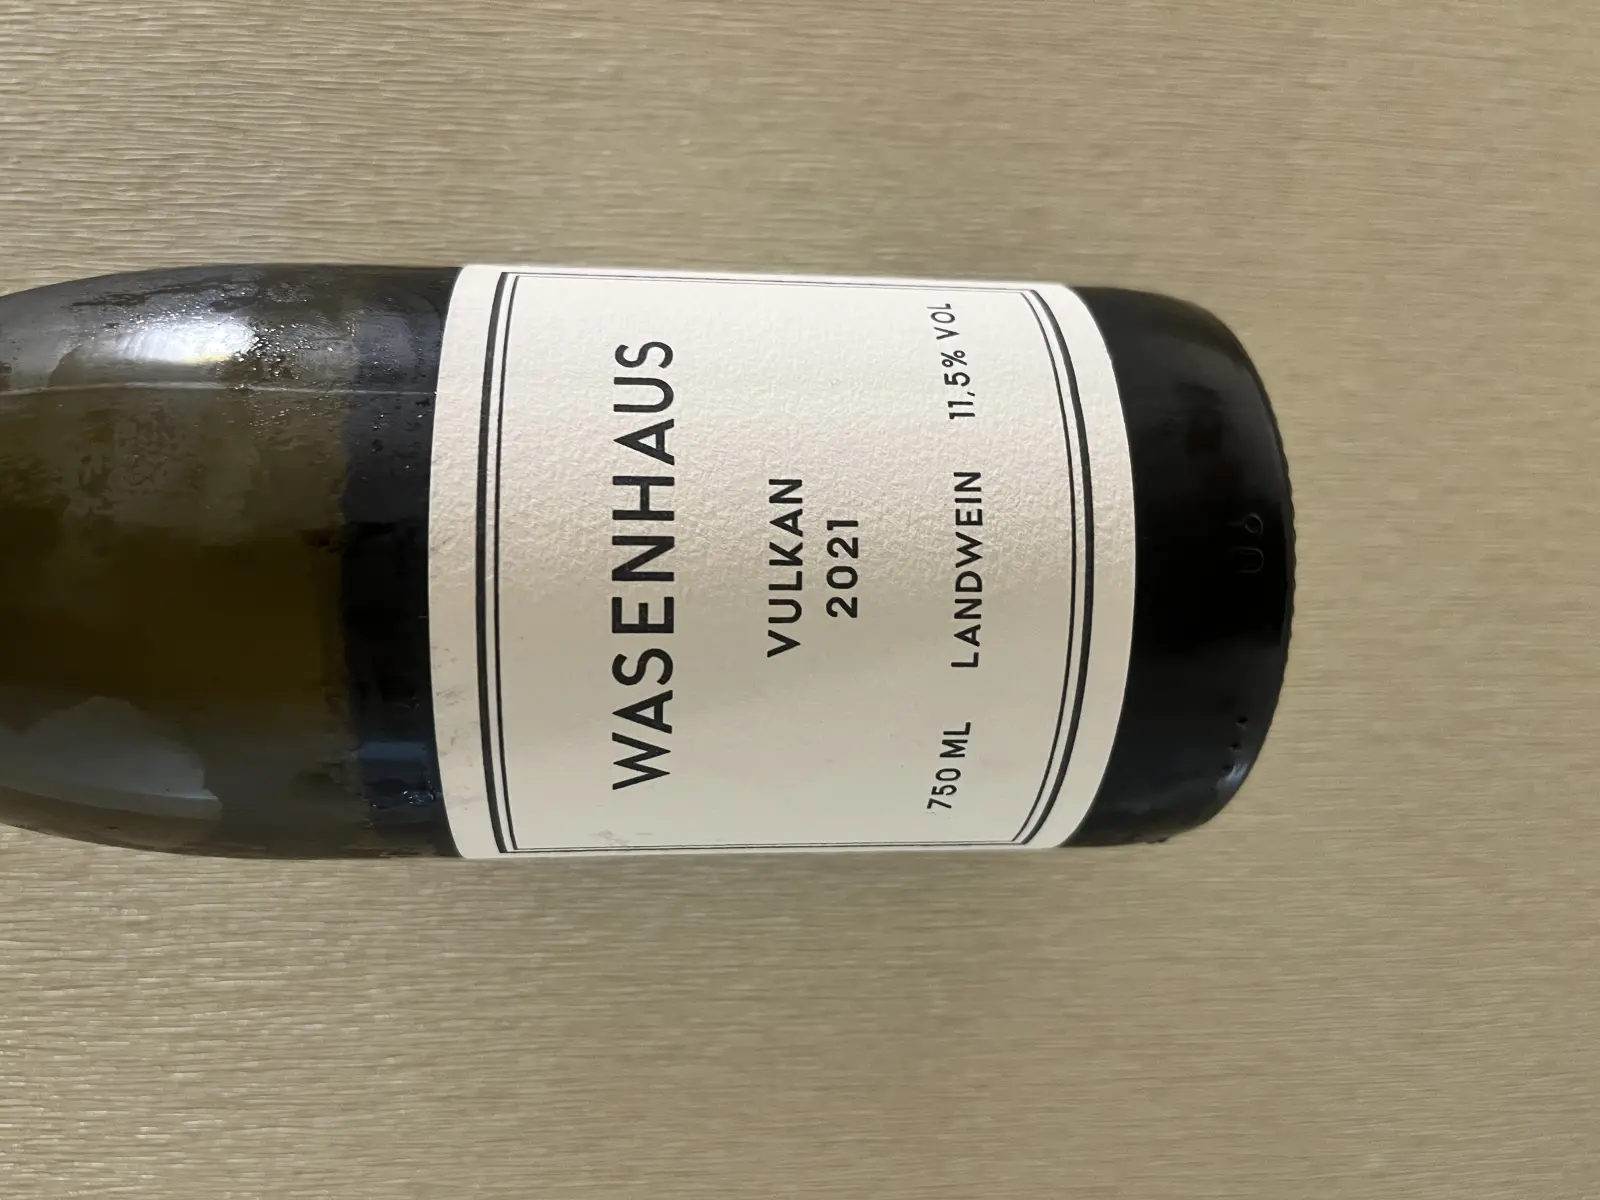 WASENHAUS
VULKAN
2021
750 ML LANDWEIN 11,5% VOL